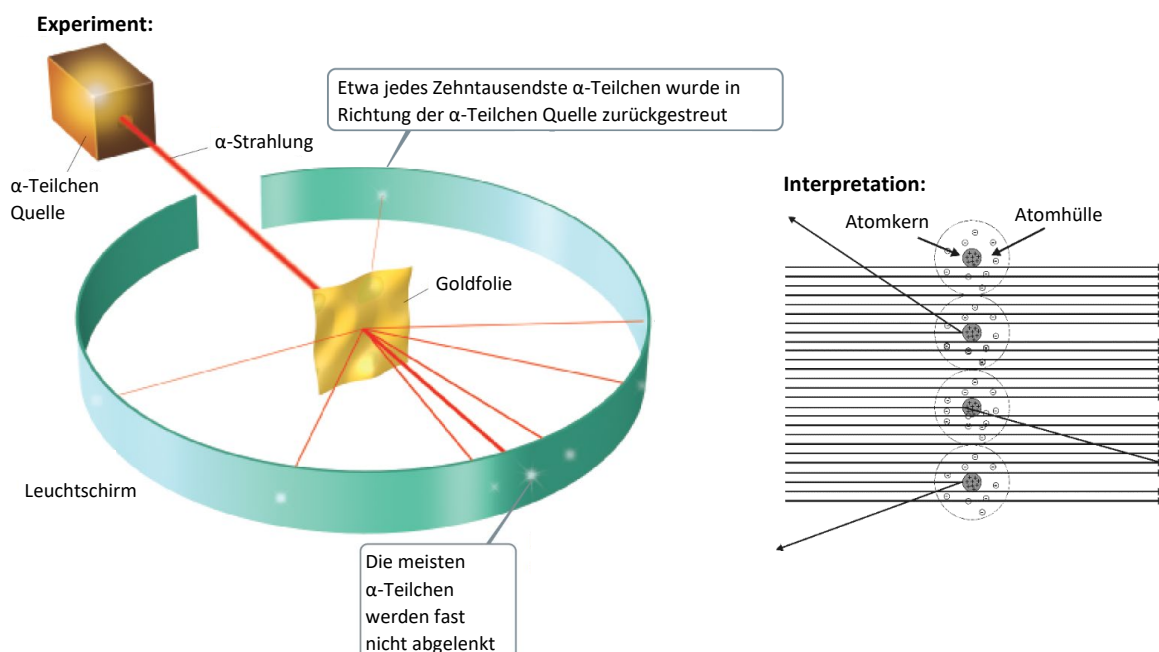 Experiment:
Etwa jedes Zehntausendste α-Teilchen wurde in
Richtung der α-Teilchen Quelle zurückgestreut
α-Strahlung
α-Teilchen
Quelle
Goldfolie
Leuchtschirm
Die meisten
α-Teilchen
werden fast
nicht abgelenkt
Interpretation:
Atomkern
Atomhülle